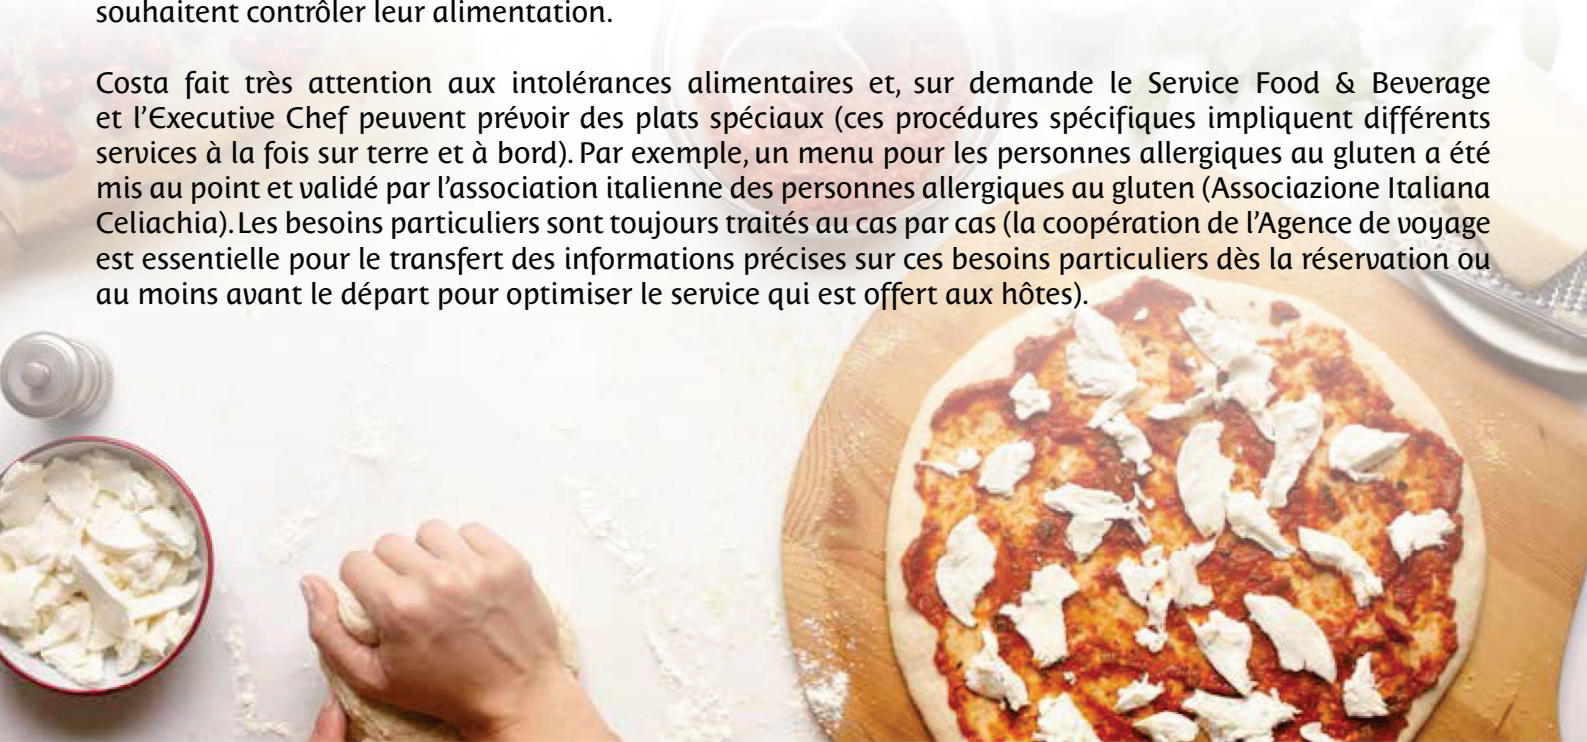 souhaitent contrôler leur alimentation.
Costa fait très attention aux intolérances alimentaires et, sur demande le Service Food & Beverage
et l'Executive Chef peuvent prévoir des plats spéciaux (ces procédures spécifiques impliquent différents
services à la fois sur terre et à bord). Par exemple, un menu pour les personnes allergiques au gluten a été
mis au point et validé par l'association italienne des personnes allergiques au gluten (Associazione Italiana
Celiachia). Les besoins particuliers sont toujours traités au cas par cas (la coopération de l'Agence de voyage
est essentielle pour le transfert des informations précises sur ces besoins particuliers dès la réservation ou
au moins avant le départ pour optimiser le service qui est offert aux hôtes).